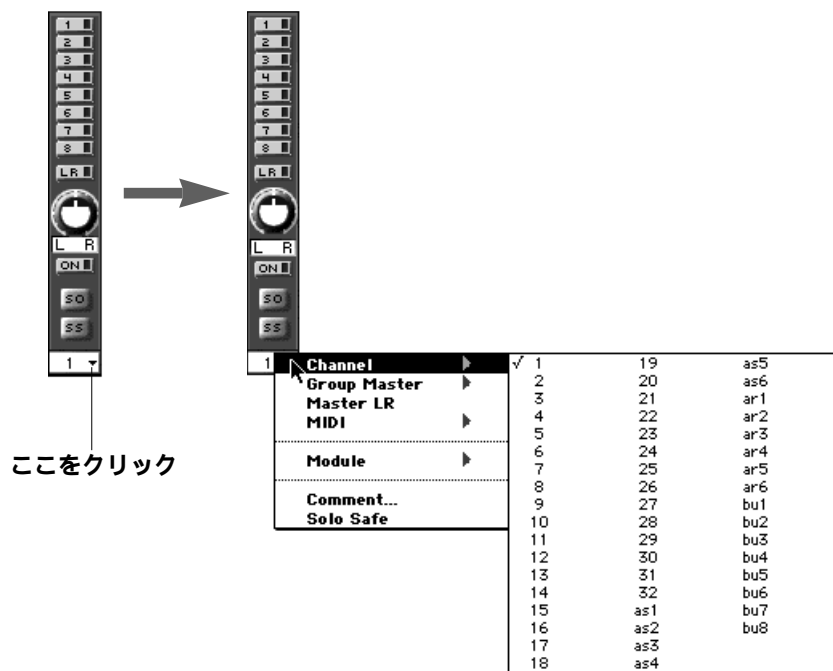 1
2
3
4
5
6
7
8
LR
L R
ON
SO
SS
1
ここをクリック
1
2
3
4
5
6
7
8
LR
L R
ON
SO
SS
1
Channel
Group Master
Master LR
MIDI
Module
Comment...
Solo Safe
√ 1 19 as5
2 20 as6
3 21 ar1
4 22 ar2
5 23 ar3
6 24 ar4
7 25 ar5
8 26 ar6
9 27 bu1
10 28 bu2
11 29 bu3
12 30 bu4
13 31 bu5
14 32 bu6
15 as1 bu7
16 as2 bu8
17 as3
18 as4